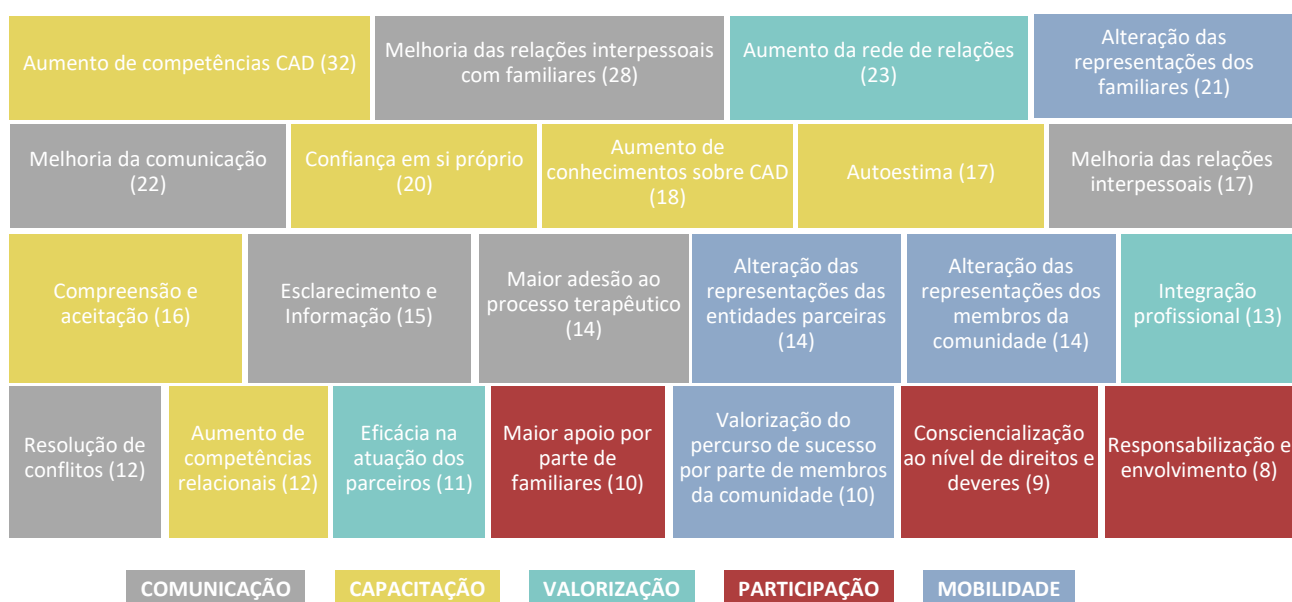 Aumento de competências CAD (32)
Melhoria das relações interpessoais
com familiares (28)
Aumento da rede de relações
(23)
Alteração das
representações dos
familiares (21)
Melhoria da comunicação
(22)
Confiança em si próprio
(20)
Aumento de
conhecimentos sobre CAD
(18)
Autoestima (17)
Melhoria das relações
interpessoais (17)
Compreensão e
aceitação (16)
Esclarecimento e
Informação (15)
Maior adesão ao
processo terapêutico
(14)
Alteração das
representações das
entidades parceiras
(14)
Alteração das
representações dos
membros da
comunidade (14)
Integração
profissional (13)
Resolução de
conflitos (12)
Aumento de
competências
relacionais (12)
Eficácia na
atuação dos
parceiros (11)
Maior apoio por
parte de
familiares (10)
Valorização do
percurso de sucesso
por parte de membros
da comunidade (10)
Consciencialização
ao nível de direitos e
deveres (9)
Responsabilização e
envolvimento (8)
COMUNICAÇÃO
CAPACITAÇÃO
VALORIZAÇÃO
PARTICIPAÇÃO
MOBILIDADE